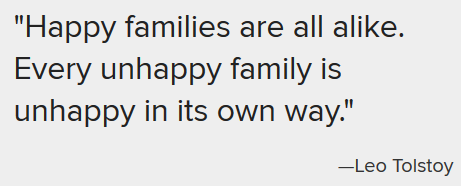 "Happy families are all alike.
Every unhappy family is
unhappy in its own way."
—Leo Tolstoy